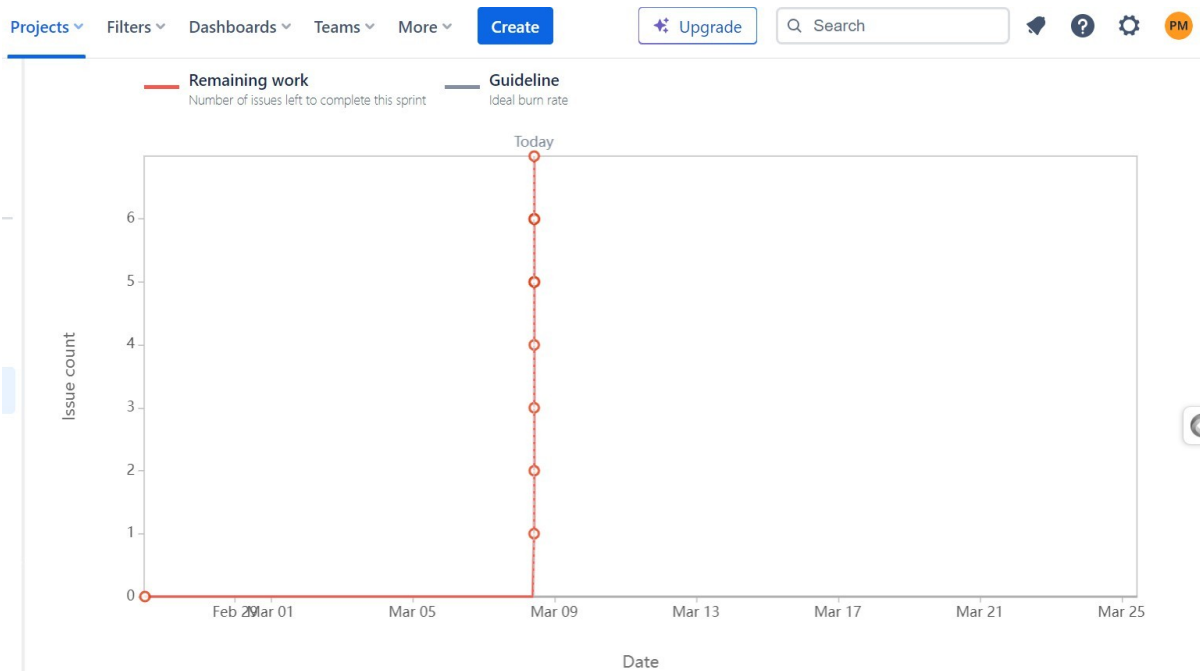 Projects Filters Dashboards Teams More Create Upgrade Search PM
Remaining work Guideline
Number of issues left to complete this sprint Ideal burn rate
Today
6
5
4
3
2
1
0
Issue count
Feb 29 Mar 01 Mar 05 Mar 09 Mar 13 Mar 17 Mar 21 Mar 25
Date